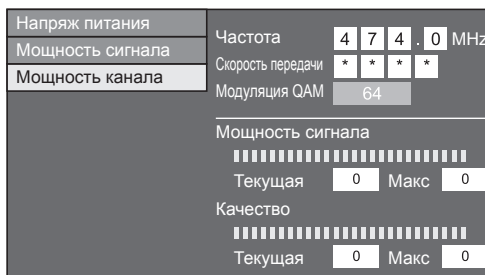 Напряж питания
Мощность сигнала
Мощность канала
Частота 4 7 4 . 0 MHz
Скорость передачи * * * *
Модуляция QAM 64
Мощность сигнала
Текущая 0 Макс 0
Качество
Текущая 0 Макс 0